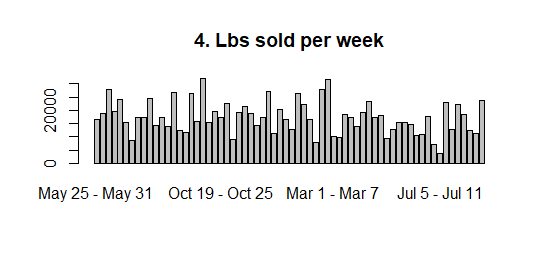 4. Lbs sold per week
20000
0
May 25 - May 31
Oct 19 - Oct 25
Mar 1 - Mar 7
Jul 5 - Jul 11